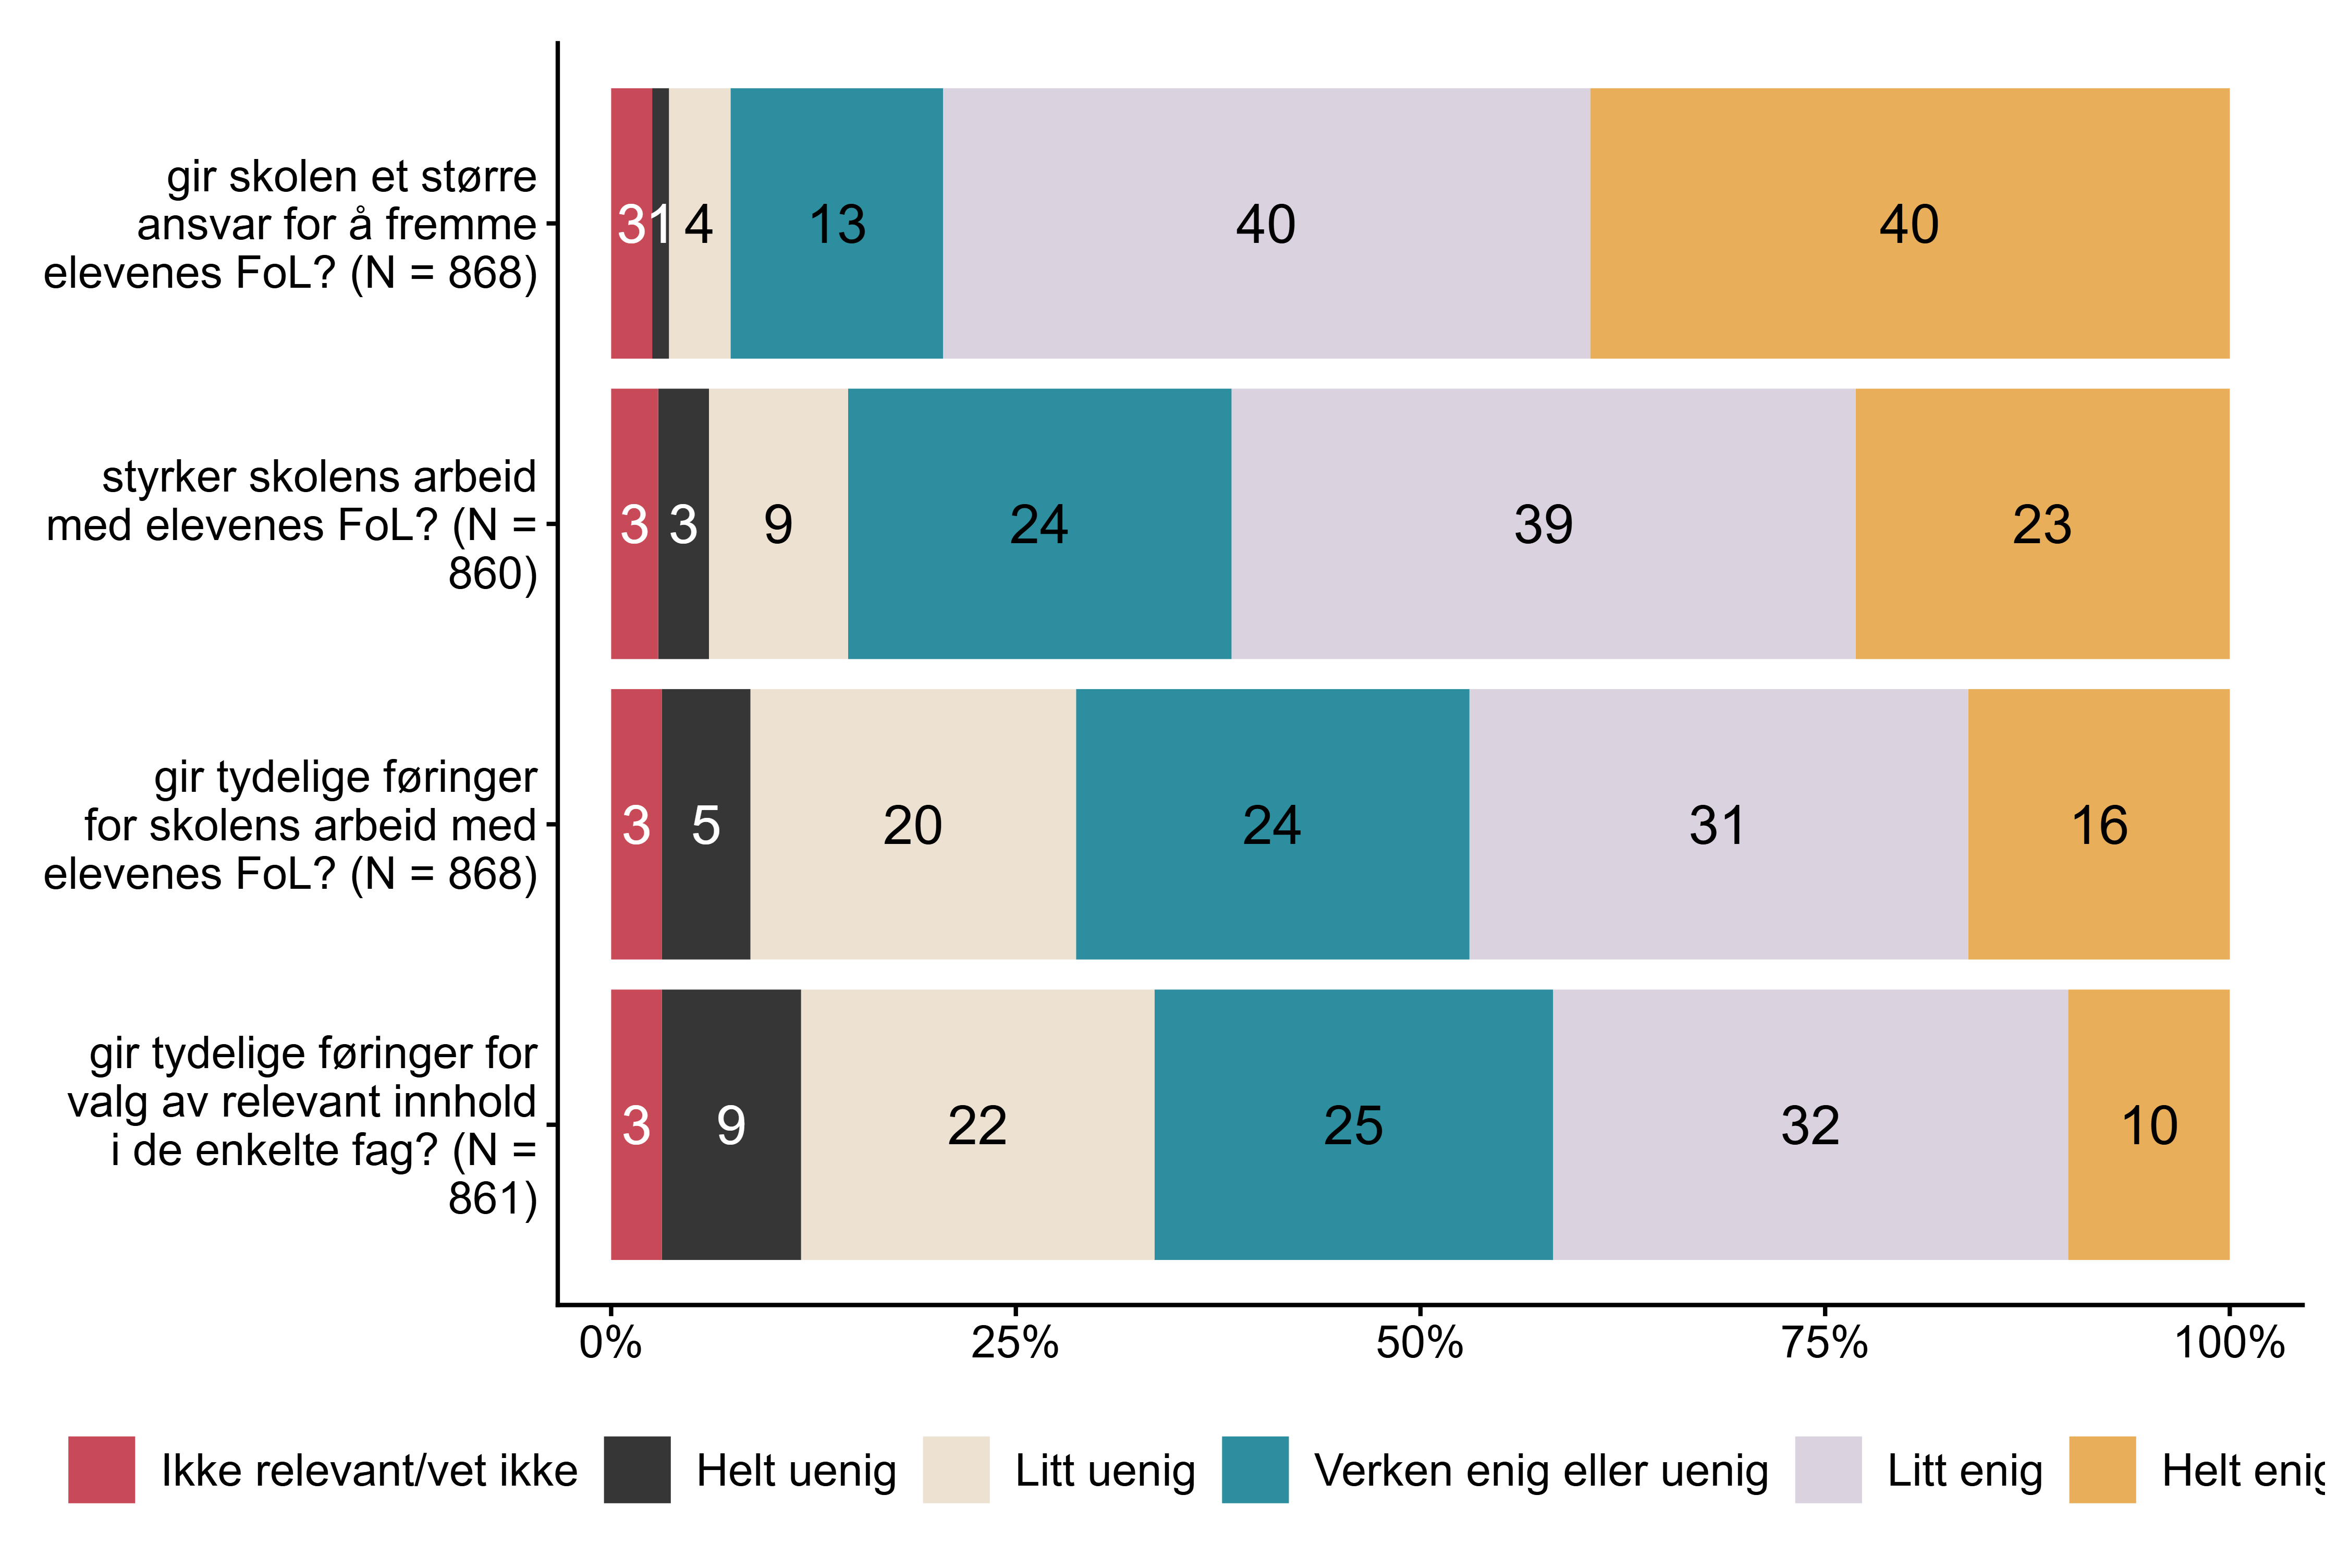 gir skolen et større
ansvar for å fremme
elevenes FoL? (N = 868)
3 1 4 13 40 40
styrker skolens arbeid
med elevenes FoL? (N =
860)
3 3 9 24 39 23
gir tydelige føringer
for skolens arbeid med
elevenes FoL? (N = 868)
3 5 20 24 31 16
gir tydelige føringer for
valg av relevant innhold
i de enkelte fag? (N =
861)
3 9 22 25 32 10
0% 25% 50% 75% 100%
Ikke relevant/vet ikke Helt uenig Litt uenig Verken enig eller uenig Litt enig Helt enig